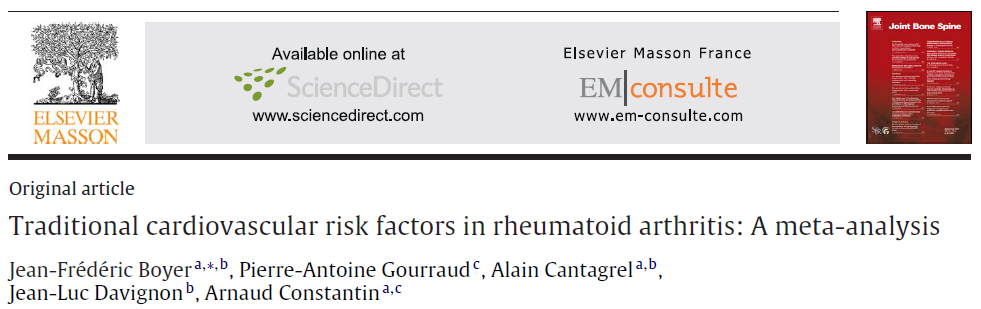 ELSEVIER
MASSON
Available online at
ScienceDirect
www.sciencedirect.com
Elsevier Masson France
EM|consulte
www.em-consulte.com
Joint Bone Spine
Original article
Traditional cardiovascular risk factors in rheumatoid arthritis: A meta-analysis
Jean-Frédéric Boyer a,*,b, Pierre-Antoine Gourraud c, Alain Cantagrel a,b,
Jean-Luc Davignon b, Arnaud Constantin a,c